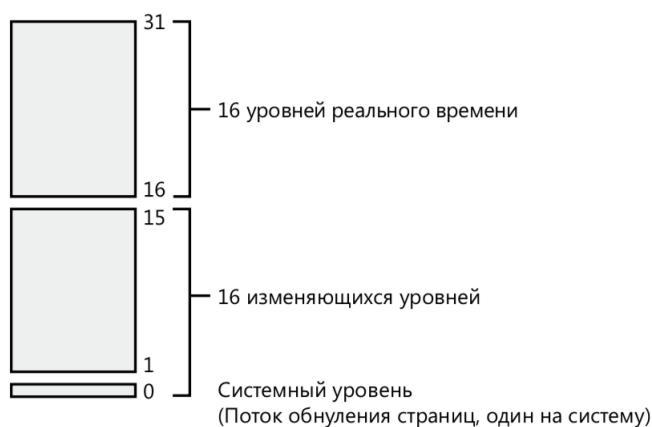 31
16 уровней реального времени
16
15
16 изменяющихся уровней
1
0
Системный уровень
(Поток обнуления страниц, один на систему)